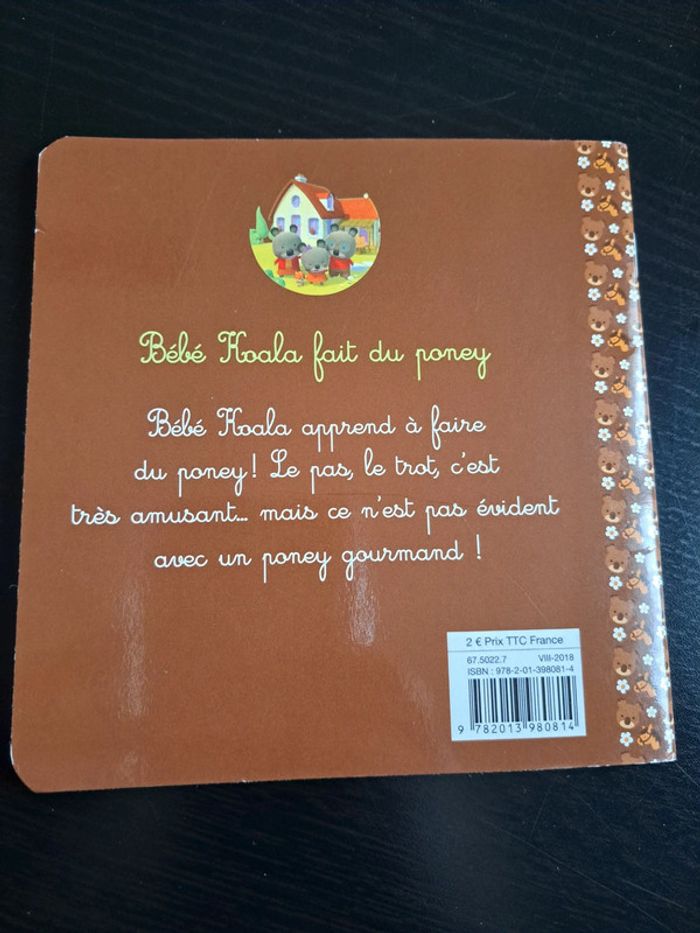 Bébé Koala fait du poney
Bébé Koala apprend à faire
du poney! Le pas, le trot, c'est
très amusant... mais ce n'est pas évident
avec un poney gourmand !
2 € Prix TTC France
67.5022.7 VIII-2018
ISBN : 978-2-01-398081-4
9 782013 980814